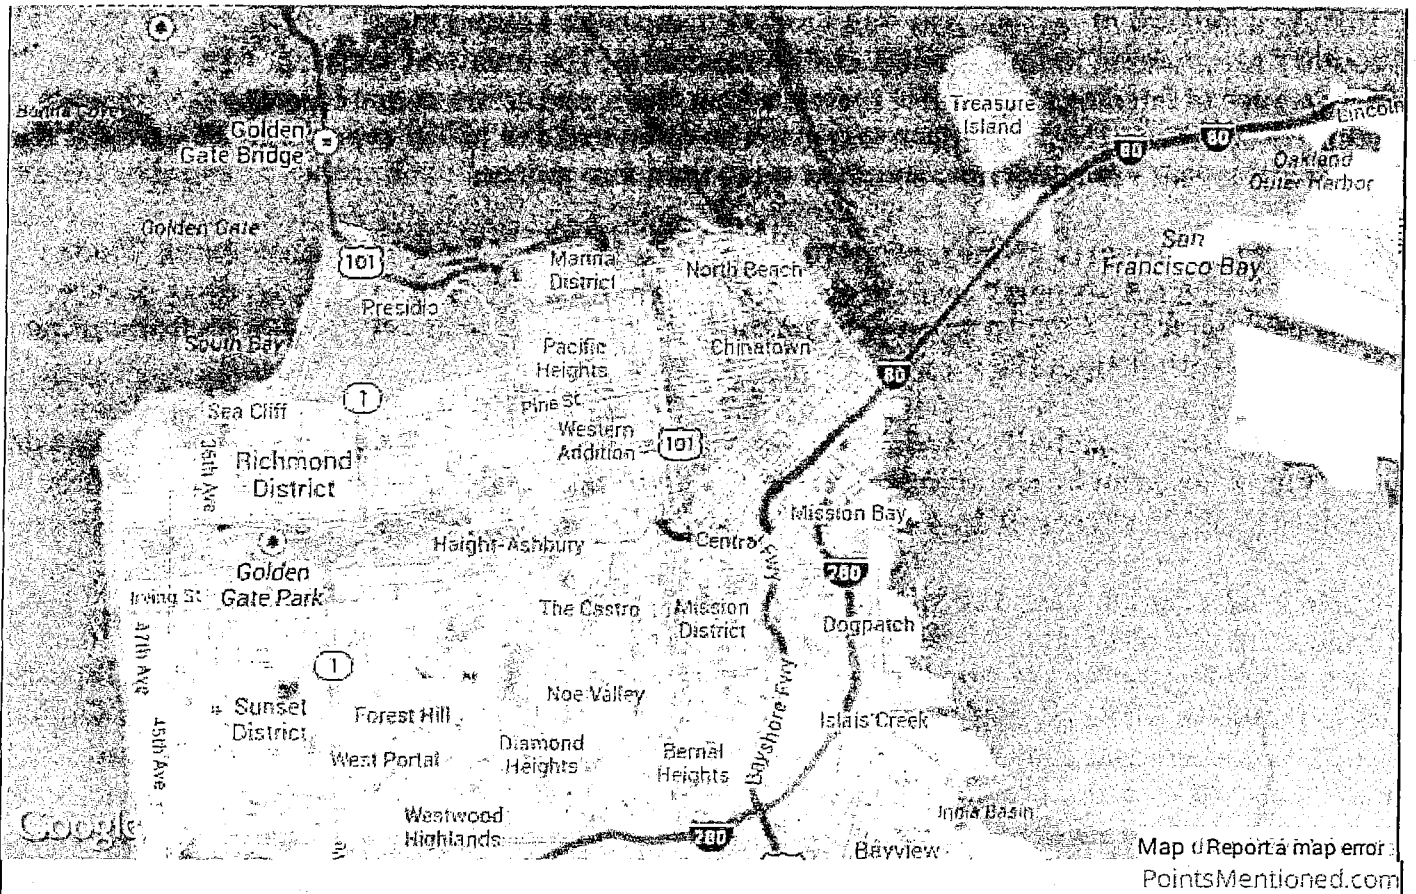 Golden
Gate Bridge
Treasure
Island
80
80
Lincoln
Oakland
Outer Harbor
Golden Gate
101
Marina
District
North Beach
San
Francisco Bay
Presidio
South Bay
Pacific
Heights
Chinatown
80
1
Sea Cliff
Pine St
Western
Addition
101
Richmond
District
Mission Bay
Haight-Ashbury
Central
Fwy
280
Golden
Gate Park
Irving St
The Castro
Mission
District
Dogpatch
47th Ave
1
Noe Valley
Sunset
District
Forest Hill
Islais Creek
Bayshore Fwy
45th Ave
West Portal
Diamond
Heights
Bernal
Heights
Westwood
Highlands
India Basin
Google
280
Bayview
Map Report a map error
PointsMentioned.com